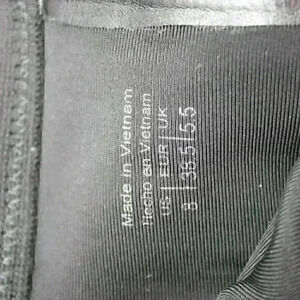 Made in Vietnam
Hecho en Vietnam
US | EUR | UK
8 | 38.5 | 5.5